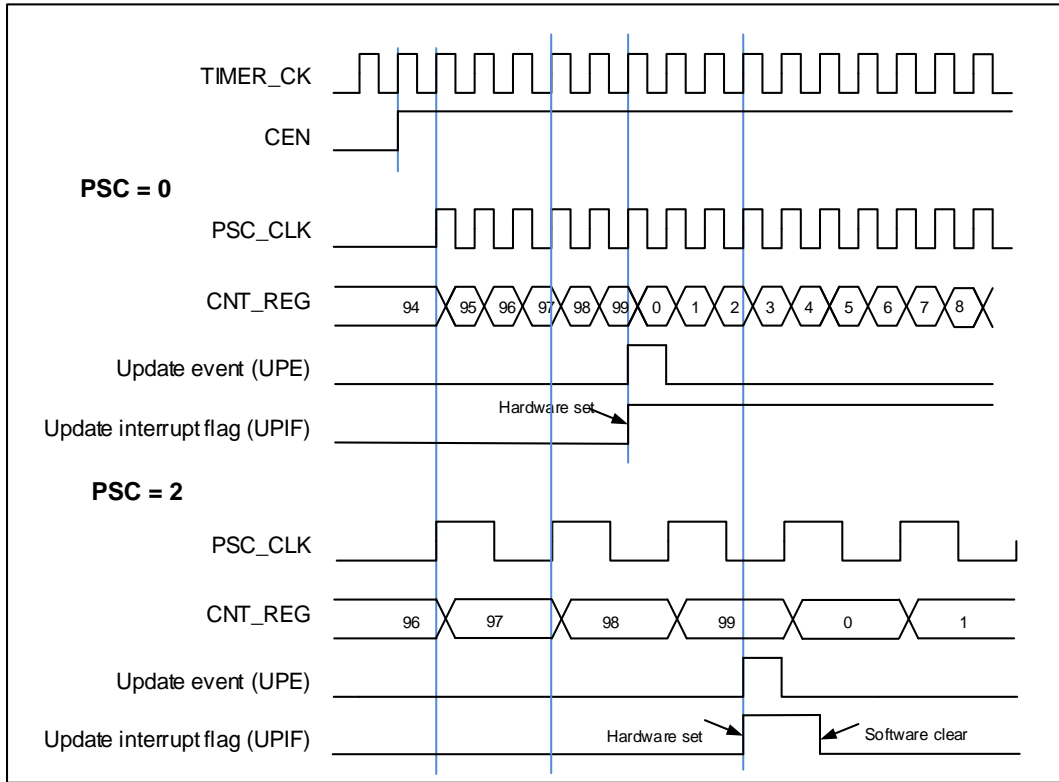 TIMER_CK
CEN
PSC = 0
PSC_CLK
CNT_REG 94 95 96 97 98 99 0 1 2 3 4 5 6 7 8
Update event (UPE)
Hardware set
Update interrupt flag (UPIF)
PSC = 2
PSC_CLK
CNT_REG 96 97 98 99 0 1
Update event (UPE)
Update interrupt flag (UPIF) Hardware set Software clear